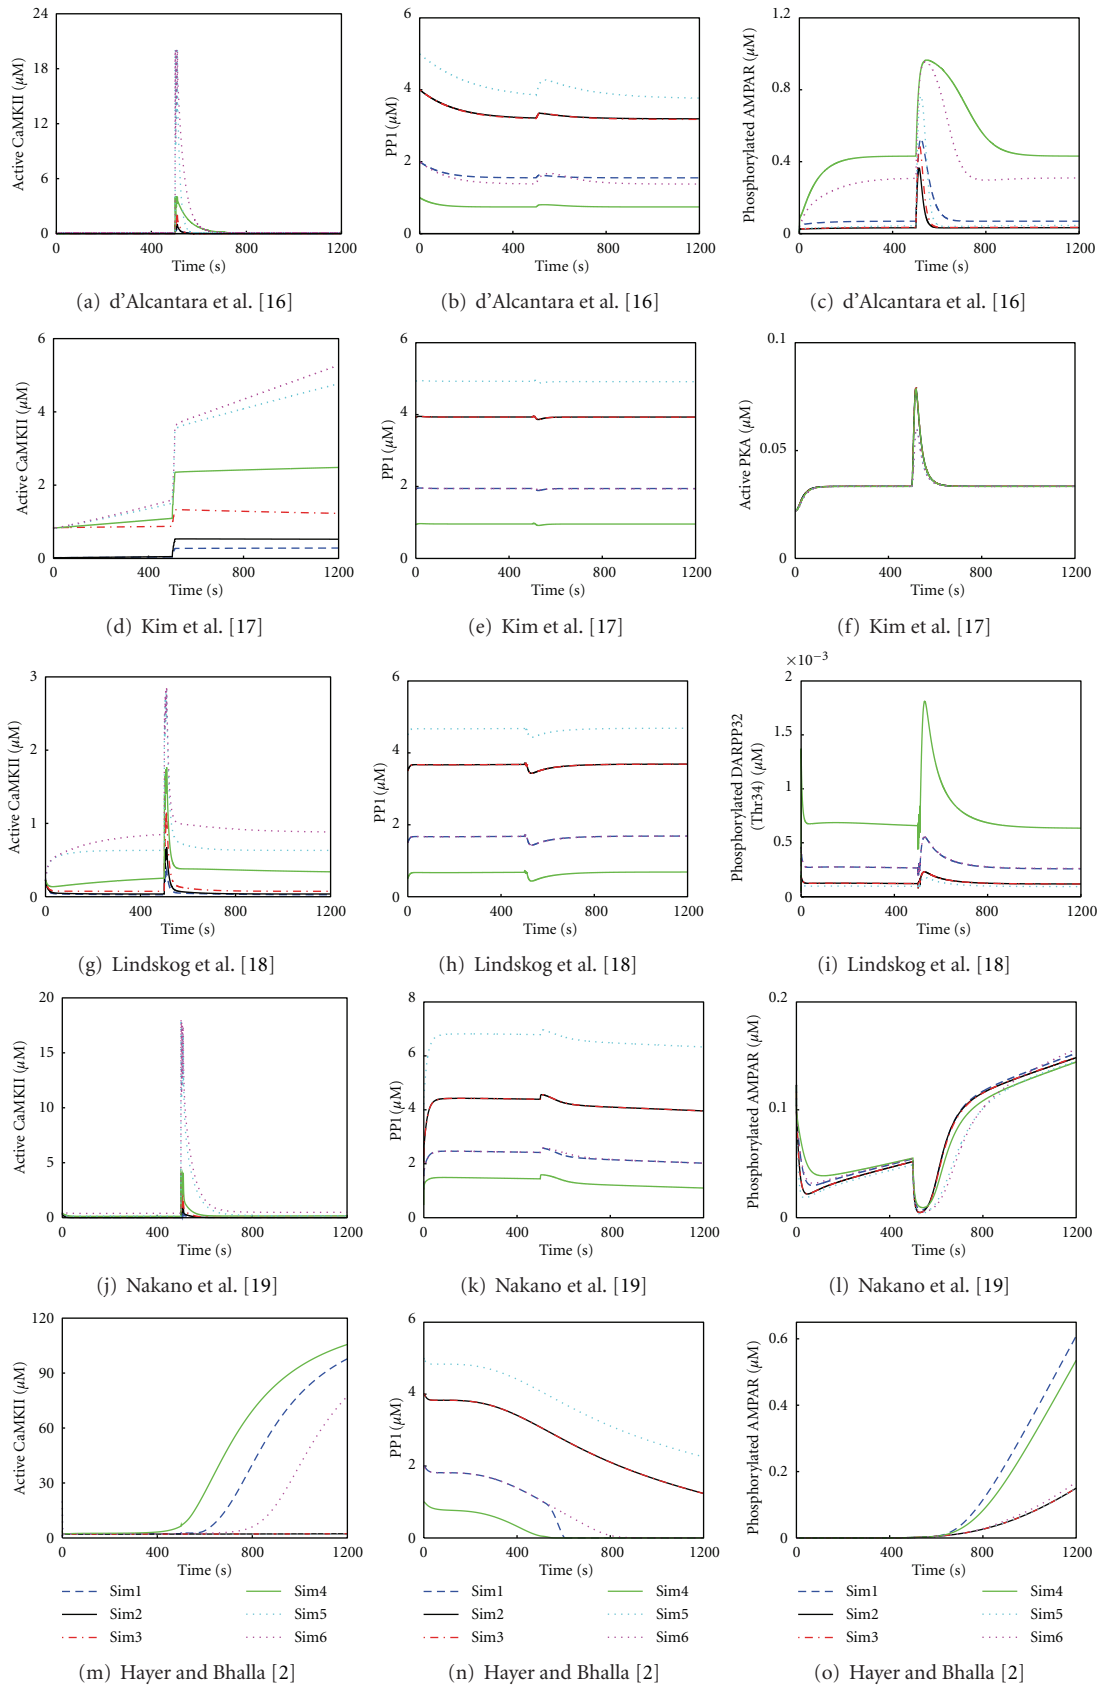 24
18
12
6
0
Active CaMKII (μM)
0 400 800 1200
Time (s)
(a) d'Alcantara et al. [16]
6
4
2
0
PP1 (μM)
0 400 800 1200
Time (s)
(b) d'Alcantara et al. [16]
1.2
0.8
0.4
0
Phosphorylated AMPAR (μM)
0 400 800 1200
Time (s)
(c) d'Alcantara et al. [16]
6
4
2
0
Active CaMKII (μM)
0 400 800 1200
Time (s)
(d) Kim et al. [17]
6
4
2
0
PP1 (μM)
0 400 800 1200
Time (s)
(e) Kim et al. [17]
0.1
0.05
0
Active PKA (μM)
0 400 800 1200
Time (s)
(f) Kim et al. [17]
3
2
1
0
Active CaMKII (μM)
0 400 800 1200
Time (s)
(g) Lindskog et al. [18]
6
4
2
0
PP1 (μM)
0 400 800 1200
Time (s)
(h) Lindskog et al. [18]
×10−3
2
1.5
1
0.5
0
Phosphorylated DARPP32
(Thr34) (μM)
0 400 800 1200
Time (s)
(i) Lindskog et al. [18]
20
15
10
5
0
Active CaMKII (μM)
0 400 800 1200
Time (s)
(j) Nakano et al. [19]
8
6
4
2
0
PP1 (μM)
0 400 800 1200
Time (s)
(k) Nakano et al. [19]
0.2
0.1
0
Phosphorylated AMPAR (μM)
0 400 800 1200
Time (s)
(l) Nakano et al. [19]
120
90
60
30
0
Active CaMKII (μM)
0 400 800 1200
Time (s)
Sim1 Sim4
Sim2 Sim5
Sim3 Sim6
(m) Hayer and Bhalla [2]
6
4
2
0
PP1 (μM)
0 400 800 1200
Time (s)
Sim1 Sim4
Sim2 Sim5
Sim3 Sim6
(n) Hayer and Bhalla [2]
0.6
0.4
0.2
0
Phosphorylated AMPAR (μM)
0 400 800 1200
Time (s)
Sim1 Sim4
Sim2 Sim5
Sim3 Sim6
(o) Hayer and Bhalla [2]